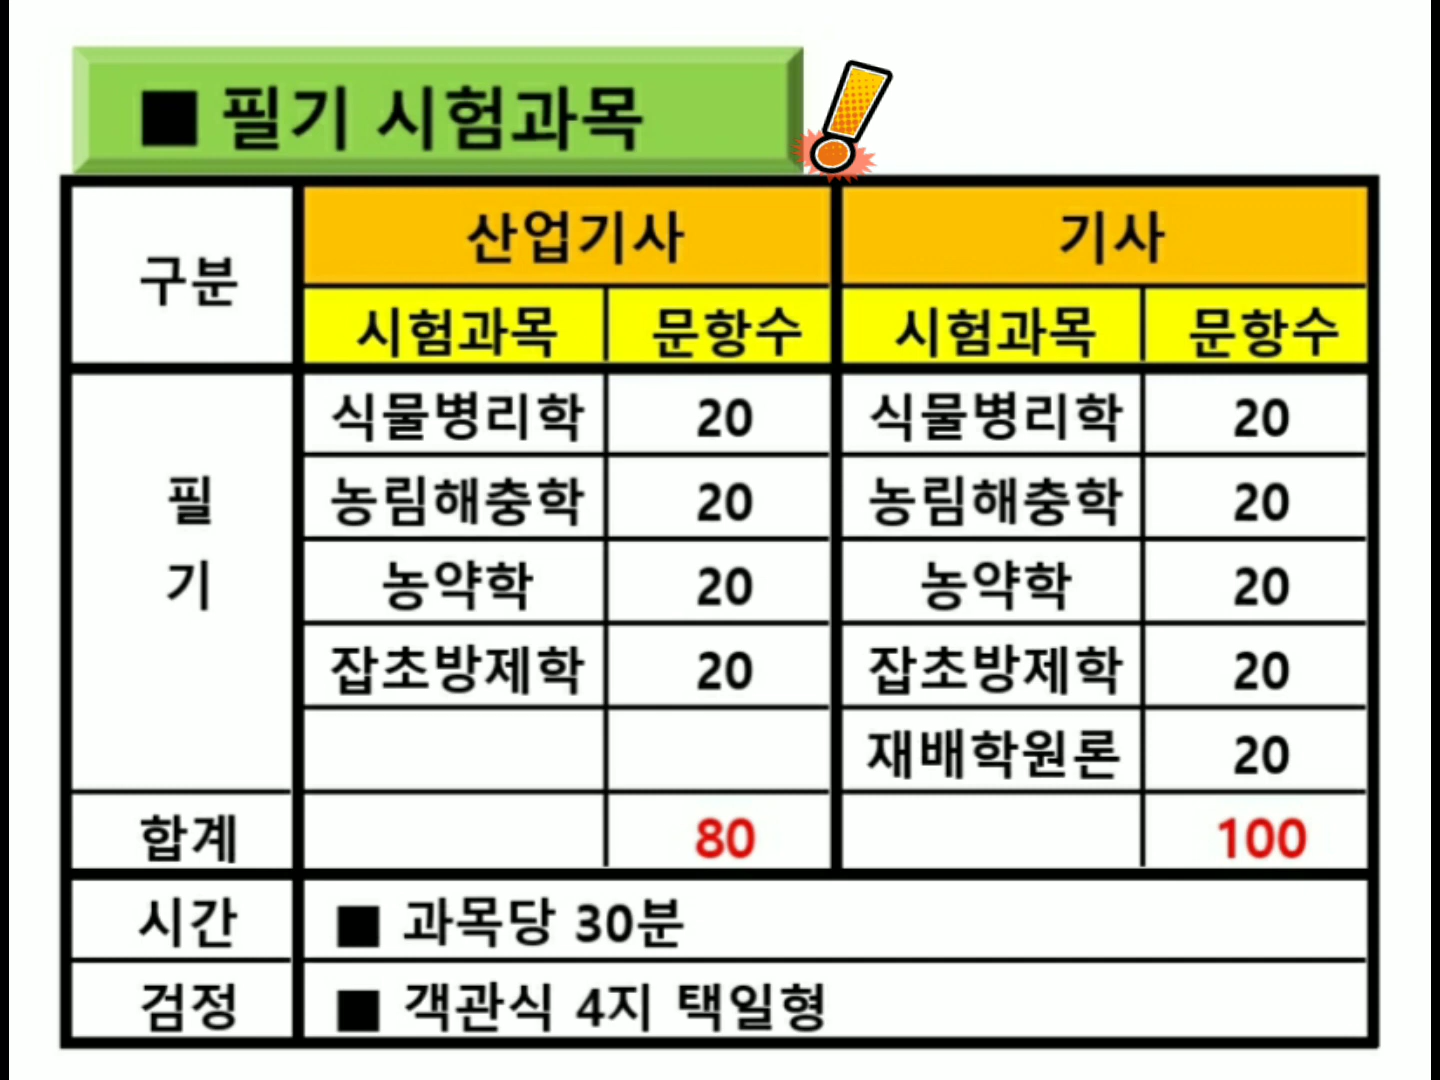 ■ 필기 시험과목
구분 산업기사 기사
시험과목 문항수 시험과목 문항수
필기 식물병리학 20 식물병리학 20
농림해충학 20 농림해충학 20
농약학 20 농약학 20
잡초방제학 20 잡초방제학 20
재배학원론 20
합계 80 100
시간 ■ 과목당 30분
검정 ■ 객관식 4지 택일형